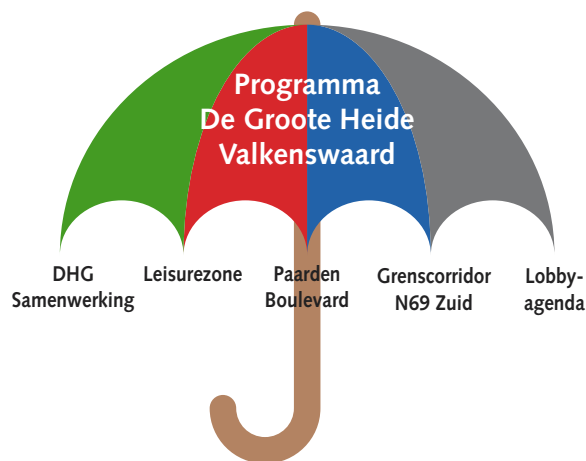 Programma
De Groote Heide
Valkenswaard
DHG
Samenwerking
Leisurezone
Paarden
Boulevard
Grenscorridor
N69 Zuid
Lobby-
agenda